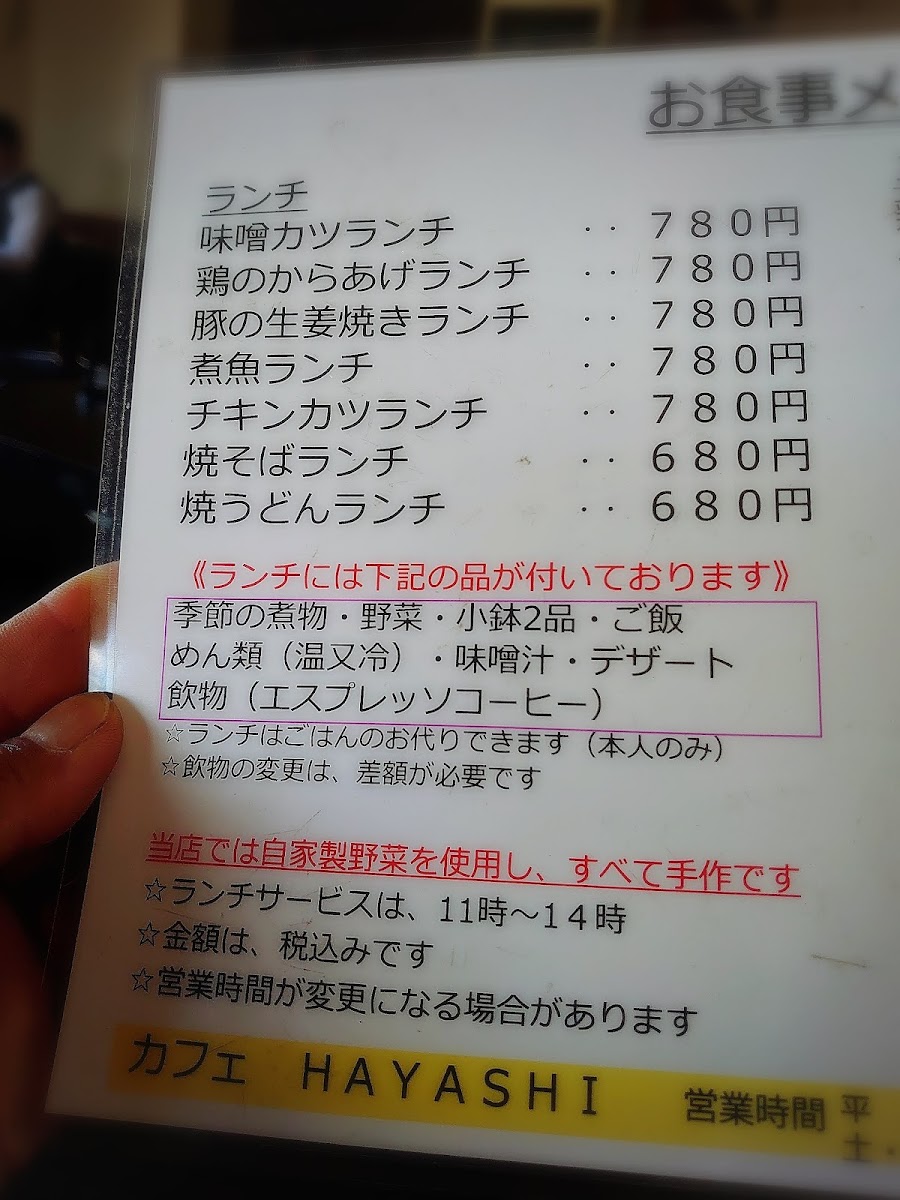 お食事メ
ランチ
味噌カツランチ ‥ ７８０円
鶏のからあげランチ ‥ ７８０円
豚の生姜焼きランチ ‥ ７８０円
煮魚ランチ ‥ ７８０円
チキンカツランチ ‥ ７８０円
焼そばランチ ‥ ６８０円
焼うどんランチ ‥ ６８０円
《ランチには下記の品が付いております》
季節の煮物・野菜・小鉢2品・ご飯
めん類（温又冷）・味噌汁・デザート
飲物（エスプレッソコーヒー）
☆ランチはごはんのお代りできます（本人のみ）
☆飲物の変更は、差額が必要です
当店では自家製野菜を使用し、すべて手作です
☆ランチサービスは、11時～1４時
☆金額は、税込みです
☆営業時間が変更になる場合があります
カフェ ＨＡＹＡＳＨＩ 営業時間 平
土・